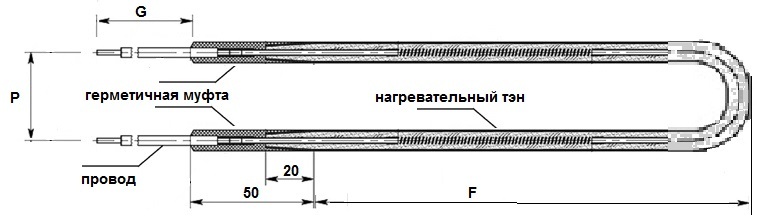 G
P
герметичная муфта
нагревательный тэн
провод
20
50
F